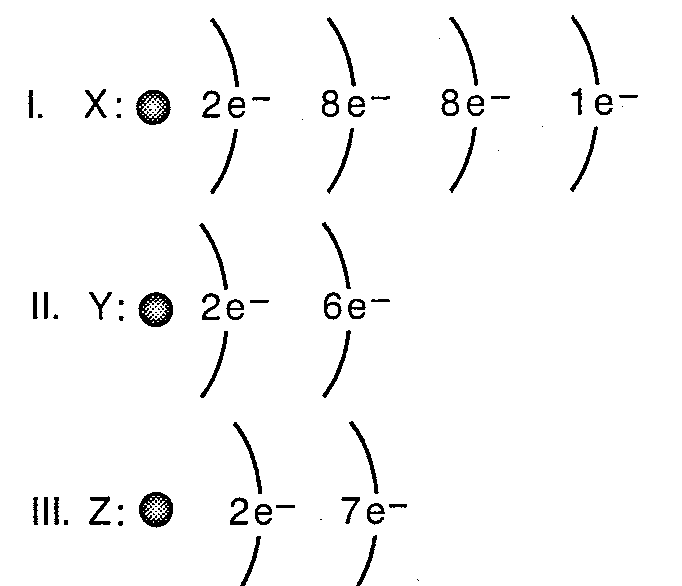 I. X: 2e− 8e− 8e− 1e−
II. Y: 2e− 6e−
III. Z: 2e− 7e−